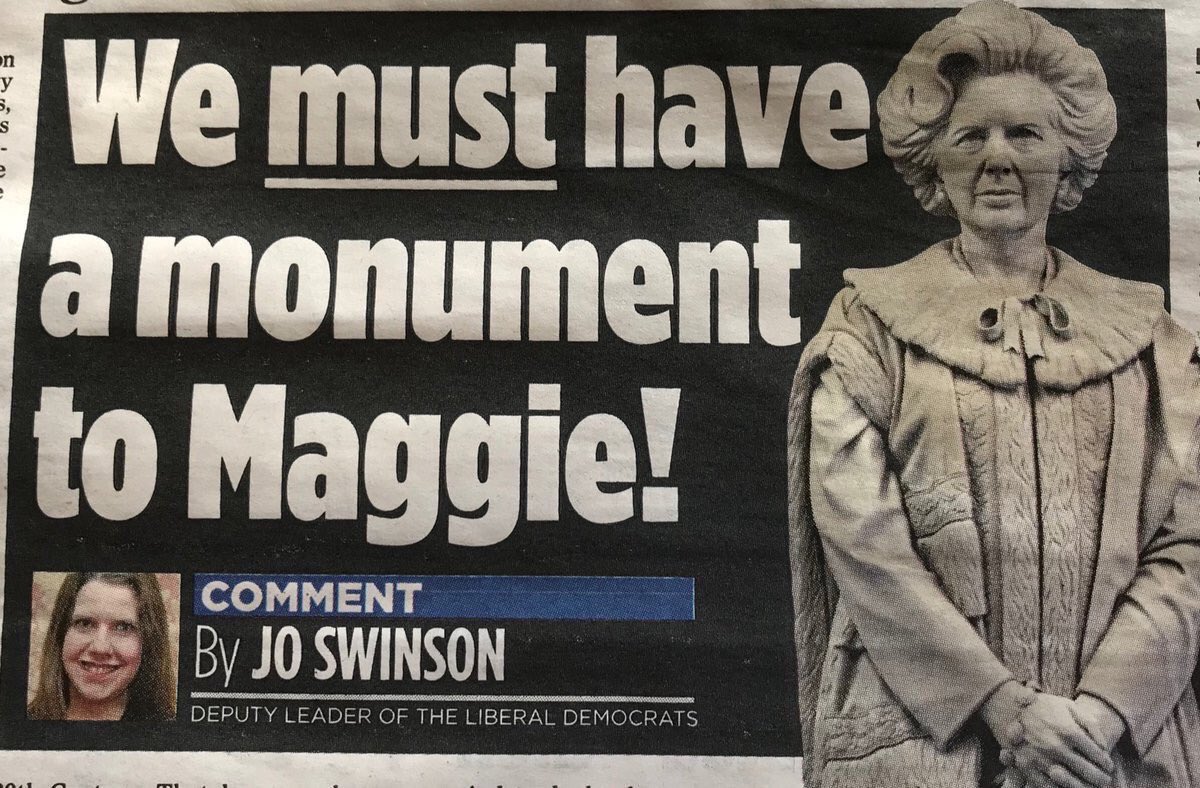 We must have
a monument
to Maggie!
COMMENT
By JO SWINSON
DEPUTY LEADER OF THE LIBERAL DEMOCRATS